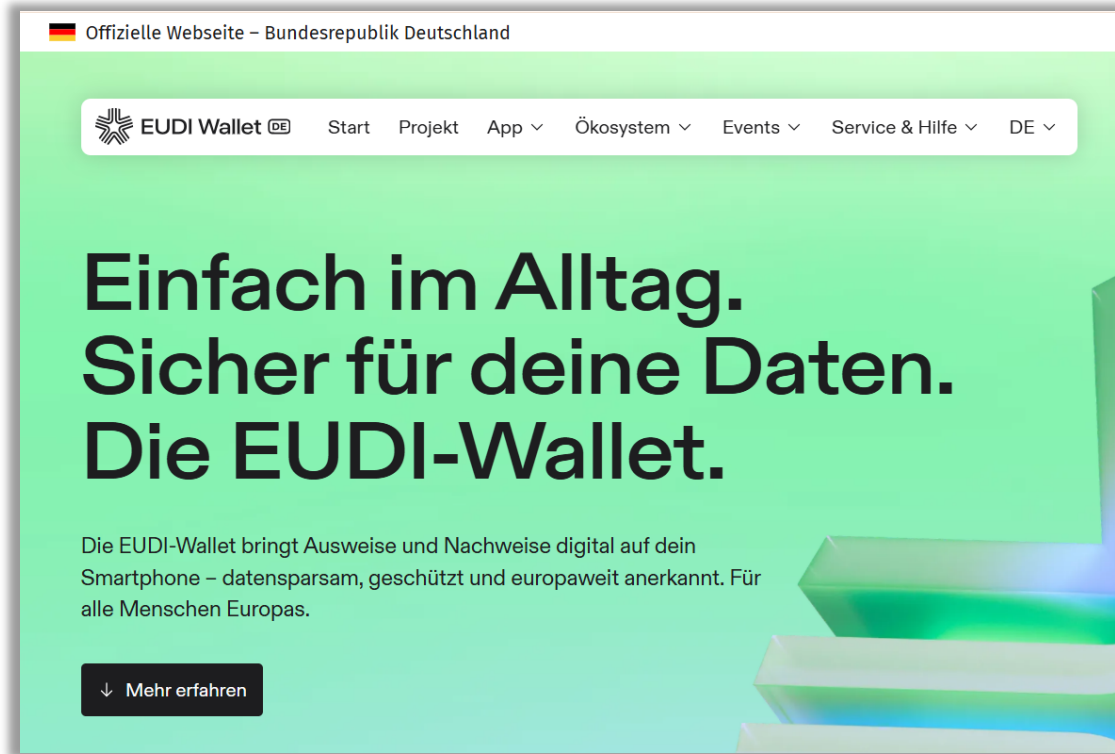 Offizielle Webseite – Bundesrepublik Deutschland
EUDI Wallet DE Start Projekt App Ökosystem Events Service & Hilfe DE
Einfach im Alltag.
Sicher für deine Daten.
Die EUDI-Wallet.
Die EUDI-Wallet bringt Ausweise und Nachweise digital auf dein
Smartphone – datensparsam, geschützt und europaweit anerkannt. Für
alle Menschen Europas.
↓ Mehr erfahren